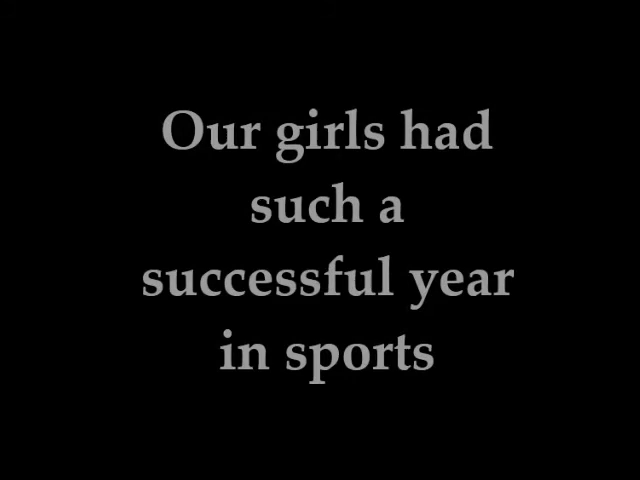 Our girls had
such a
successful year
in sports